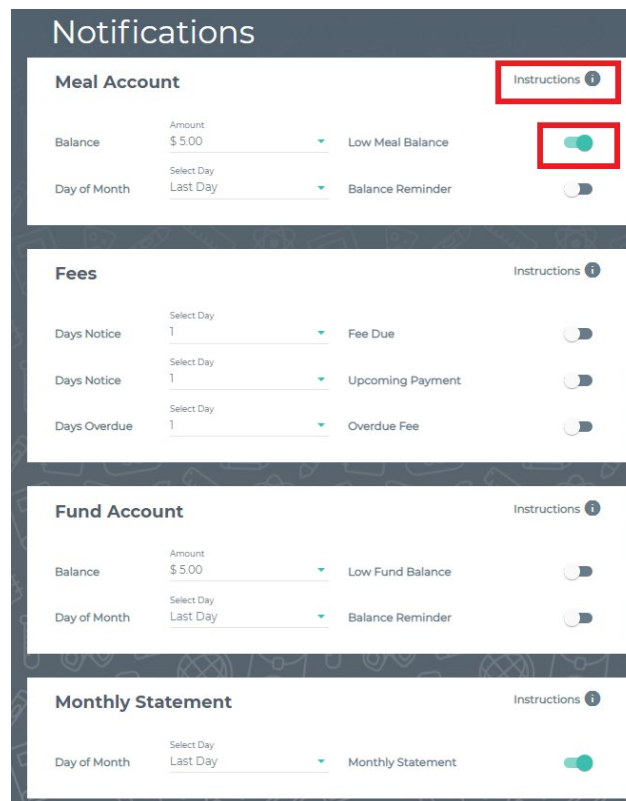 Notifications
Meal Account Instructions
Amount
Balance $ 5.00 Low Meal Balance
Select Day
Day of Month Last Day Balance Reminder
Fees Instructions
Select Day
Days Notice 1 Fee Due
Select Day
Days Notice 1 Upcoming Payment
Select Day
Days Overdue 1 Overdue Fee
Fund Account Instructions
Amount
Balance $ 5.00 Low Fund Balance
Select Day
Day of Month Last Day Balance Reminder
Monthly Statement Instructions
Select Day
Day of Month Last Day Monthly Statement